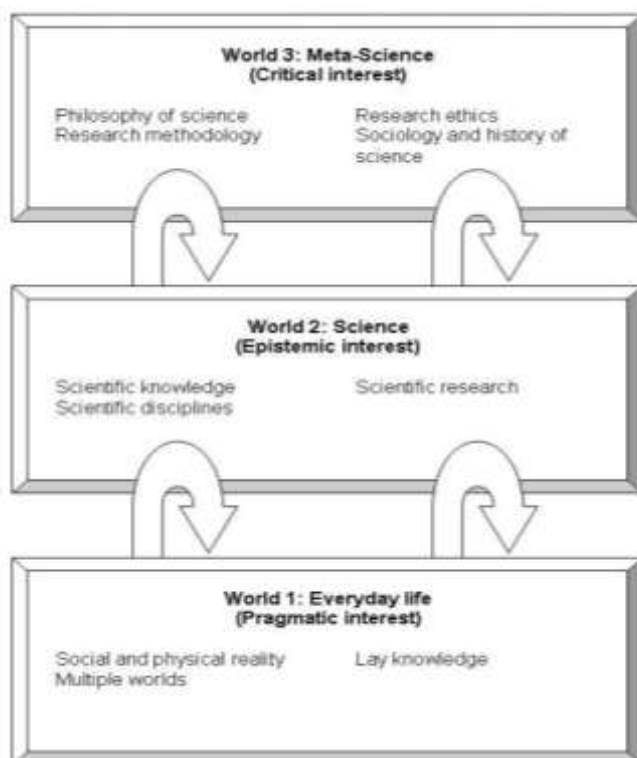 World 3: Meta-Science
(Critical interest)
Philosophy of science
Research methodology
Research ethics
Sociology and history of
science
World 2: Science
(Epistemic interest)
Scientific knowledge
Scientific disciplines
Scientific research
World 1: Everyday life
(Pragmatic interest)
Social and physical reality
Multiple worlds
Lay knowledge